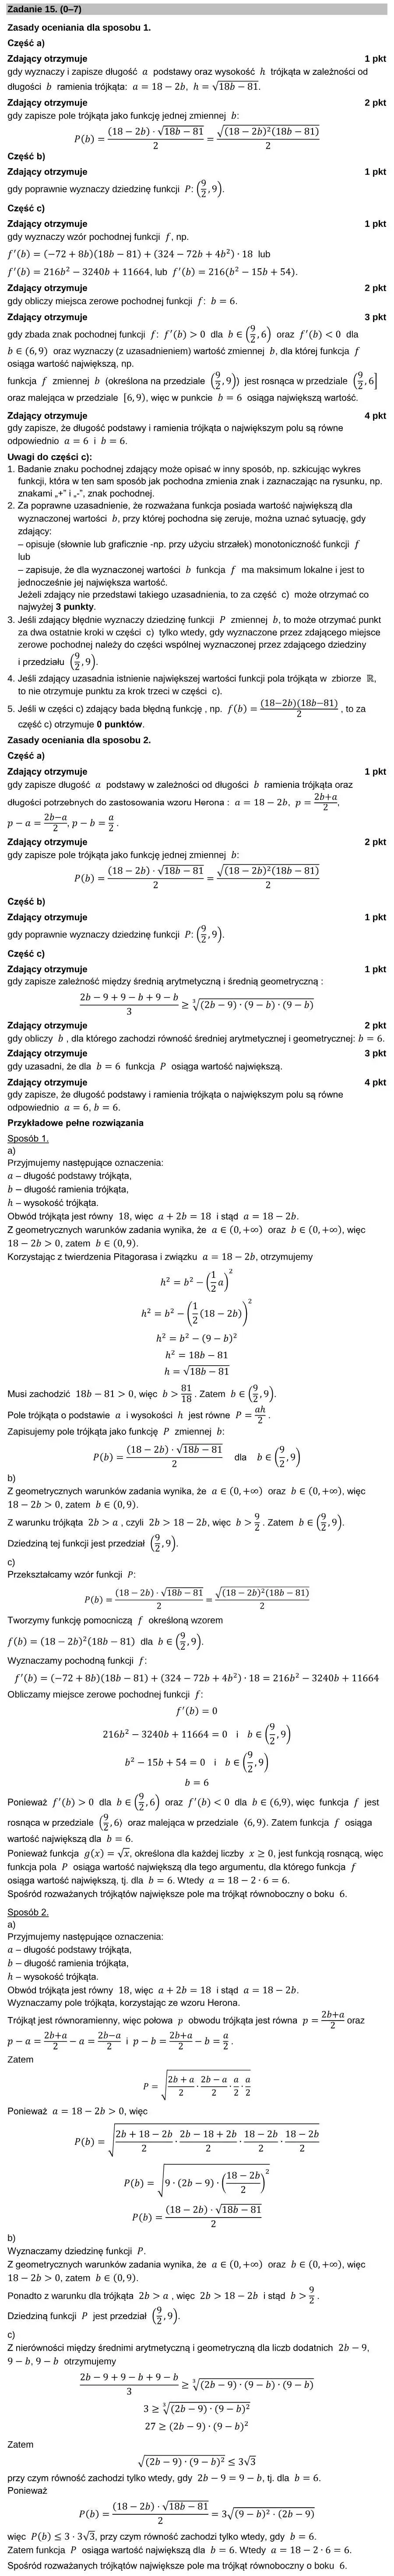 Zadanie 15. (0–7)
Zasady oceniania dla sposobu 1.
Część a)
Zdający otrzymuje 1 pkt
gdy wyznaczy i zapisze długość a podstawy oraz wysokość h trójkąta w zależności od
długości b ramienia trójkąta: a = 18 − 2b, h = √(18b − 81).
Zdający otrzymuje 2 pkt
gdy zapisze pole trójkąta jako funkcję jednej zmiennej b:
P(b) = (18 − 2b) · √(18b − 81) / 2 = √((18 − 2b)²(18b − 81)) / 2
Część b)
Zdający otrzymuje 1 pkt
gdy poprawnie wyznaczy dziedzinę funkcji P: (9/2, 9).
Część c)
Zdający otrzymuje 1 pkt
gdy wyznaczy wzór pochodnej funkcji f, np.
f′(b) = (−72 + 8b)(18b − 81) + (324 − 72b + 4b²) · 18 lub
f′(b) = 216b² − 3240b + 11664, lub f′(b) = 216(b² − 15b + 54).
Zdający otrzymuje 2 pkt
gdy obliczy miejsca zerowe pochodnej funkcji f: b = 6.
Zdający otrzymuje 3 pkt
gdy zbada znak pochodnej funkcji f: f′(b) > 0 dla b ∈ (9/2, 6) oraz f′(b) < 0 dla
b ∈ (6, 9) oraz wyznaczy (z uzasadnieniem) wartość zmiennej b, dla której funkcja f
osiąga wartość największą, np.
funkcja f zmiennej b (określona na przedziale (9/2, 9)) jest rosnąca w przedziale (9/2, 6]
oraz malejąca w przedziale [6, 9), więc w punkcie b = 6 osiąga największą wartość.
Zdający otrzymuje 4 pkt
gdy zapisze, że długość podstawy i ramienia trójkąta o największym polu są równe
odpowiednio a = 6 i b = 6.
Uwagi do części c):
1. Badanie znaku pochodnej zdający może opisać w inny sposób, np. szkicując wykres
funkcji, która w ten sam sposób jak pochodna zmienia znak i zaznaczając na rysunku, np.
znakami „+” i „-”, znak pochodnej.
2. Za poprawne uzasadnienie, że rozważana funkcja posiada wartość największą dla
wyznaczonej wartości b, przy której pochodna się zeruje, można uznać sytuację, gdy
zdający:
– opisuje (słownie lub graficznie -np. przy użyciu strzałek) monotoniczność funkcji f
lub
– zapisuje, że dla wyznaczonej wartości b funkcja f ma maksimum lokalne i jest to
jednocześnie jej największa wartość.
Jeżeli zdający nie przedstawi takiego uzasadnienia, to za część c) może otrzymać co
najwyżej 3 punkty.
3. Jeśli zdający błędnie wyznaczy dziedzinę funkcji P zmiennej b, to może otrzymać punkt
za dwa ostatnie kroki w części c) tylko wtedy, gdy wyznaczone przez zdającego miejsce
zerowe pochodnej należy do części wspólnej wyznaczonej przez zdającego dziedziny
i przedziału (9/2, 9).
4. Jeśli zdający uzasadnia istnienie największej wartości funkcji pola trójkąta w zbiorze ℝ,
to nie otrzymuje punktu za krok trzeci w części c).
5. Jeśli w części c) zdający bada błędną funkcję , np. f(b) = (18−2b)(18b−81) / 2 , to za
część c) otrzymuje 0 punktów.
Zasady oceniania dla sposobu 2.
Część a)
Zdający otrzymuje 1 pkt
gdy zapisze długość a podstawy w zależności od długości b ramienia trójkąta oraz
długości potrzebnych do zastosowania wzoru Herona : a = 18 − 2b, p = (2b+a)/2,
p − a = (2b−a)/2, p − b = a/2 .
Zdający otrzymuje 2 pkt
gdy zapisze pole trójkąta jako funkcję jednej zmiennej b:
P(b) = (18 − 2b) · √(18b − 81) / 2 = √((18 − 2b)²(18b − 81)) / 2
Część b)
Zdający otrzymuje 1 pkt
gdy poprawnie wyznaczy dziedzinę funkcji P: (9/2, 9).
Część c)
Zdający otrzymuje 1 pkt
gdy zapisze zależność między średnią arytmetyczną i średnią geometryczną :
(2b − 9 + 9 − b + 9 − b) / 3 ≥ ∛((2b − 9) · (9 − b) · (9 − b))
Zdający otrzymuje 2 pkt
gdy obliczy b , dla którego zachodzi równość średniej arytmetycznej i geometrycznej: b = 6.
Zdający otrzymuje 3 pkt
gdy uzasadni, że dla b = 6 funkcja P osiąga wartość największą.
Zdający otrzymuje 4 pkt
gdy zapisze, że długość podstawy i ramienia trójkąta o największym polu są równe
odpowiednio a = 6, b = 6.
Przykładowe pełne rozwiązania
Sposób 1.
a)
Przyjmujemy następujące oznaczenia:
a – długość podstawy trójkąta,
b – długość ramienia trójkąta,
h – wysokość trójkąta.
Obwód trójkąta jest równy 18, więc a + 2b = 18 i stąd a = 18 − 2b.
Z geometrycznych warunków zadania wynika, że a ∈ (0, +∞) oraz b ∈ (0, +∞), więc
18 − 2b > 0, zatem b ∈ (0, 9).
Korzystając z twierdzenia Pitagorasa i związku a = 18 − 2b, otrzymujemy
h² = b² − (1/2 a)²
h² = b² − (1/2 (18 − 2b))²
h² = b² − (9 − b)²
h² = 18b − 81
h = √(18b − 81)
Musi zachodzić 18b − 81 > 0, więc b > 81/18 . Zatem b ∈ (9/2, 9).
Pole trójkąta o podstawie a i wysokości h jest równe P = ah/2 .
Zapisujemy pole trójkąta jako funkcję P zmiennej b:
P(b) = (18 − 2b) · √(18b − 81) / 2 dla b ∈ (9/2, 9)
b)
Z geometrycznych warunków zadania wynika, że a ∈ (0, +∞) oraz b ∈ (0, +∞), więc
18 − 2b > 0, zatem b ∈ (0, 9).
Z warunku trójkąta 2b > a , czyli 2b > 18 − 2b, więc b > 9/2 . Zatem b ∈ (9/2, 9).
Dziedziną tej funkcji jest przedział (9/2, 9).
c)
Przekształcamy wzór funkcji P:
P(b) = (18 − 2b) · √(18b − 81) / 2 = √((18 − 2b)²(18b − 81)) / 2
Tworzymy funkcję pomocniczą f określoną wzorem
f(b) = (18 − 2b)²(18b − 81) dla b ∈ (9/2, 9).
Wyznaczamy pochodną funkcji f:
f′(b) = (−72 + 8b)(18b − 81) + (324 − 72b + 4b²) · 18 = 216b² − 3240b + 11664
Obliczamy miejsce zerowe pochodnej funkcji f:
f′(b) = 0
216b² − 3240b + 11664 = 0 i b ∈ (9/2, 9)
b² − 15b + 54 = 0 i b ∈ (9/2, 9)
b = 6
Ponieważ f′(b) > 0 dla b ∈ (9/2, 6) oraz f′(b) < 0 dla b ∈ (6,9), więc funkcja f jest
rosnąca w przedziale (9/2, 6⟩ oraz malejąca w przedziale ⟨6, 9). Zatem funkcja f osiąga
wartość największą dla b = 6.
Ponieważ funkcja g(x) = √x, określona dla każdej liczby x ≥ 0, jest funkcją rosnącą, więc
funkcja pola P osiąga wartość największą dla tego argumentu, dla którego funkcja f
osiąga wartość największą, tj. dla b = 6. Wtedy a = 18 − 2 · 6 = 6.
Spośród rozważanych trójkątów największe pole ma trójkąt równoboczny o boku 6.
Sposób 2.
a)
Przyjmujemy następujące oznaczenia:
a – długość podstawy trójkąta,
b – długość ramienia trójkąta,
h – wysokość trójkąta.
Obwód trójkąta jest równy 18, więc a + 2b = 18 i stąd a = 18 − 2b.
Wyznaczamy pole trójkąta, korzystając ze wzoru Herona.
Trójkąt jest równoramienny, więc połowa p obwodu trójkąta jest równa p = (2b+a)/2 oraz
p − a = (2b+a)/2 − a = (2b−a)/2 i p − b = (2b+a)/2 − b = a/2 .
Zatem
P = √((2b + a)/2 · (2b − a)/2 · a/2 · a/2)
Ponieważ a = 18 − 2b > 0, więc
P(b) = √((2b + 18 − 2b)/2 · (2b − 18 + 2b)/2 · (18 − 2b)/2 · (18 − 2b)/2)
P(b) = √(9 · (2b − 9) · ((18 − 2b)/2)²)
P(b) = (18 − 2b) · √(18b − 81) / 2
b)
Wyznaczamy dziedzinę funkcji P.
Z geometrycznych warunków zadania wynika, że a ∈ (0, +∞) oraz b ∈ (0, +∞), więc
18 − 2b > 0, zatem b ∈ (0, 9).
Ponadto z warunku dla trójkąta 2b > a , więc 2b > 18 − 2b i stąd b > 9/2 .
Dziedziną funkcji P jest przedział (9/2, 9).
c)
Z nierówności między średnimi arytmetyczną i geometryczną dla liczb dodatnich 2b − 9,
9 − b, 9 − b otrzymujemy
(2b − 9 + 9 − b + 9 − b) / 3 ≥ ∛((2b − 9) · (9 − b) · (9 − b))
3 ≥ ∛((2b − 9) · (9 − b)²)
27 ≥ (2b − 9) · (9 − b)²
Zatem
√((2b − 9) · (9 − b)²) ≤ 3√3
przy czym równość zachodzi tylko wtedy, gdy 2b − 9 = 9 − b, tj. dla b = 6.
Ponieważ
P(b) = (18 − 2b) · √(18b − 81) / 2 = 3√((9 − b)² · (2b − 9))
więc P(b) ≤ 3 · 3√3, przy czym równość zachodzi tylko wtedy, gdy b = 6.
Zatem funkcja P osiąga wartość największą dla b = 6. Wtedy a = 18 − 2 · 6 = 6.
Spośród rozważanych trójkątów największe pole ma trójkąt równoboczny o boku 6.